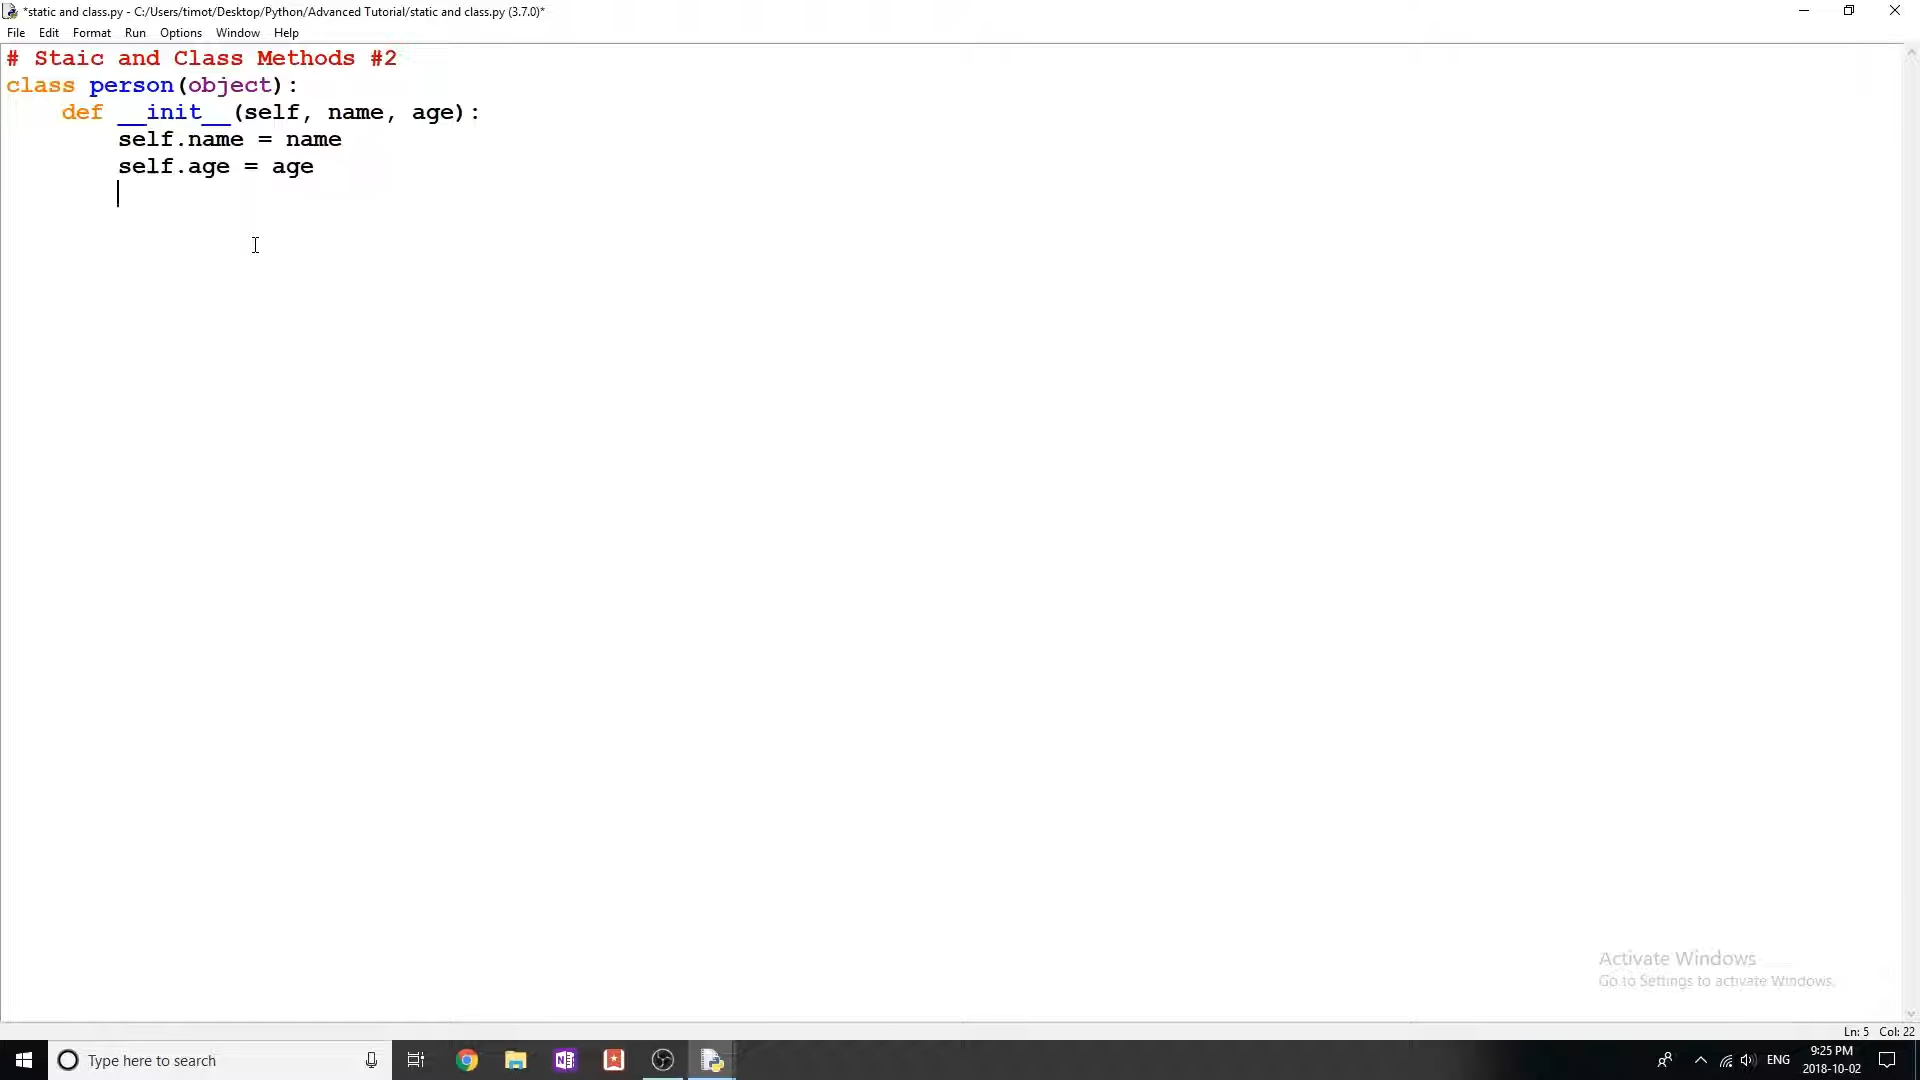 *static and class.py - C:/Users/timot/Desktop/Python/Advanced Tutorial/static and class.py (3.7.0)*
File Edit Format Run Options Window Help
# Staic and Class Methods #2
class person(object):
    def __init__(self, name, age):
        self.name = name
        self.age = age
Activate Windows
Go to Settings to activate Windows.
Ln: 5 Col: 22
Type here to search
N
ENG
9:25 PM
2018-10-02